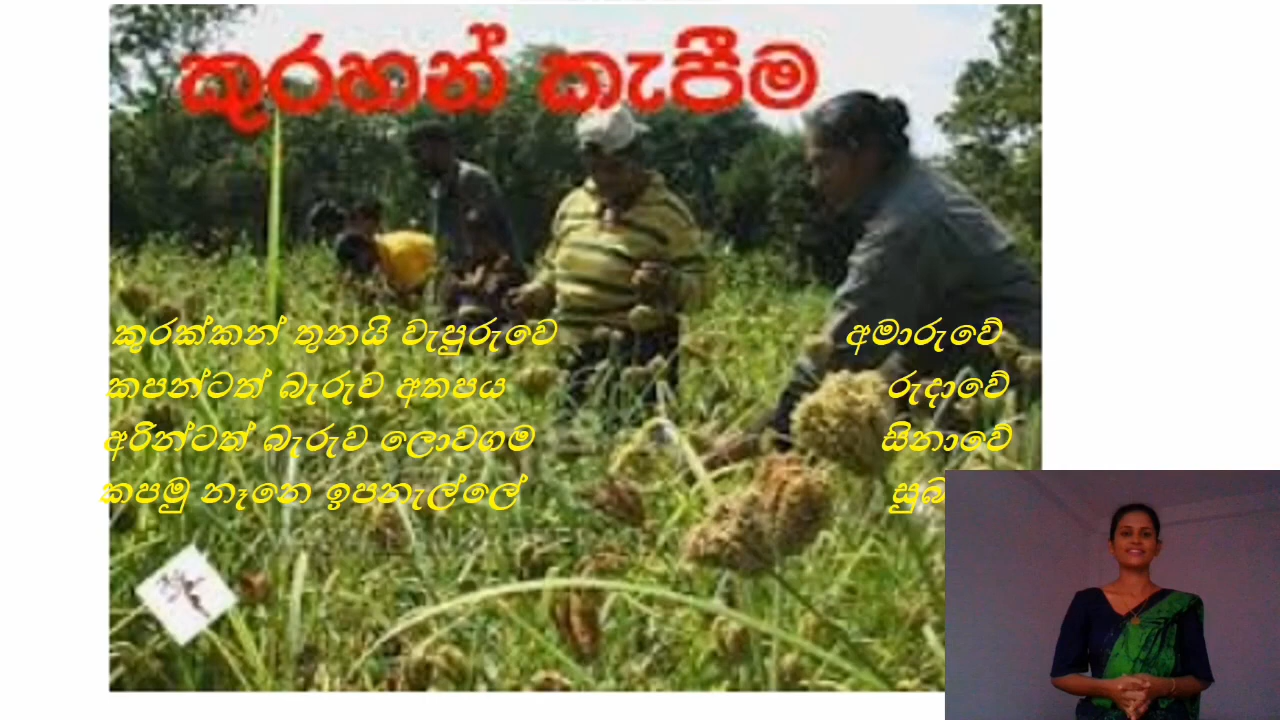 කුරහන් කැපීම
කුරක්කන් තුනයි වැපුරුවෙ අමාරුවේ
කපන්ටත් බැරුව අතපය රුදාවේ
අරින්ටත් බැරුව ලොවගම සිනාවේ
කපමු නෑනෙ ඉපනැල්ලේ